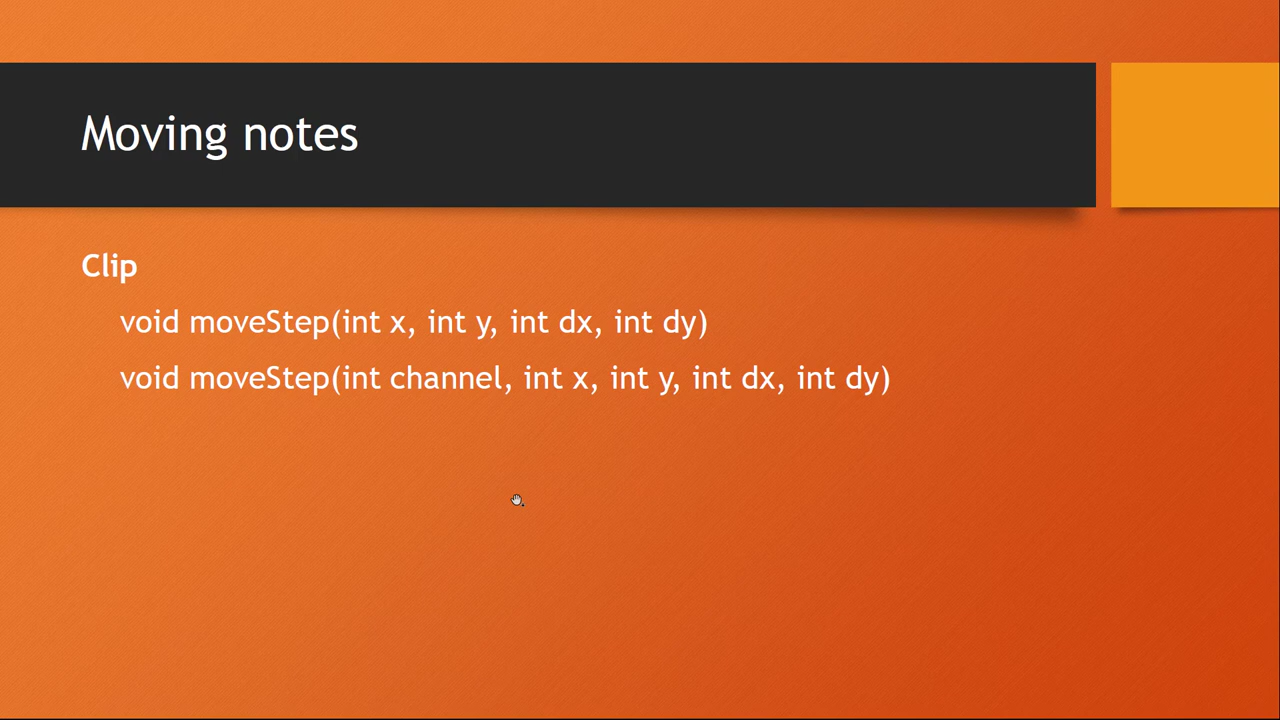 Moving notes
Clip
void moveStep(int x, int y, int dx, int dy)
void moveStep(int channel, int x, int y, int dx, int dy)